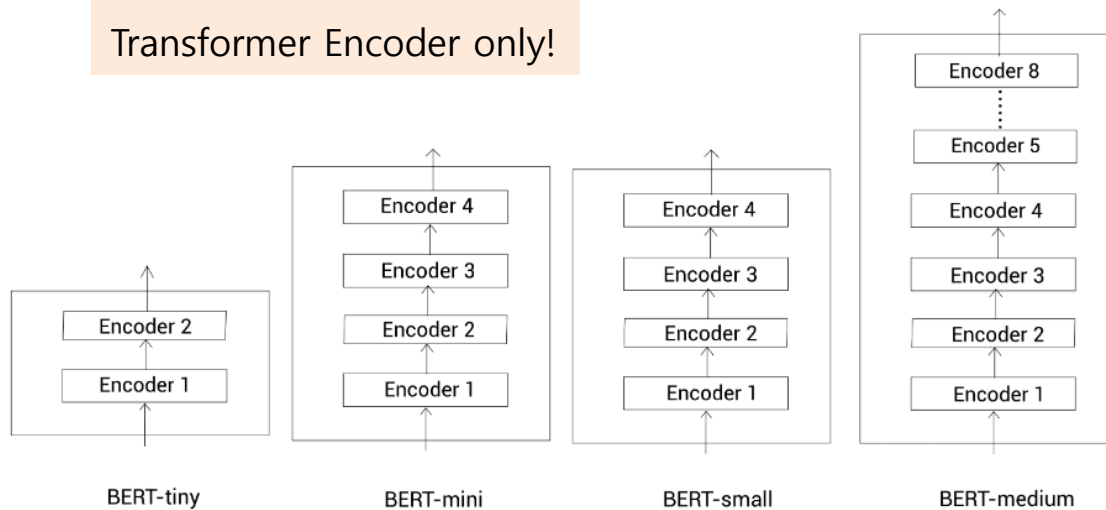 Transformer Encoder only!
Encoder 2
Encoder 1
BERT-tiny
Encoder 4
Encoder 3
Encoder 2
Encoder 1
BERT-mini
Encoder 4
Encoder 3
Encoder 2
Encoder 1
BERT-small
Encoder 8
Encoder 5
Encoder 4
Encoder 3
Encoder 2
Encoder 1
BERT-medium